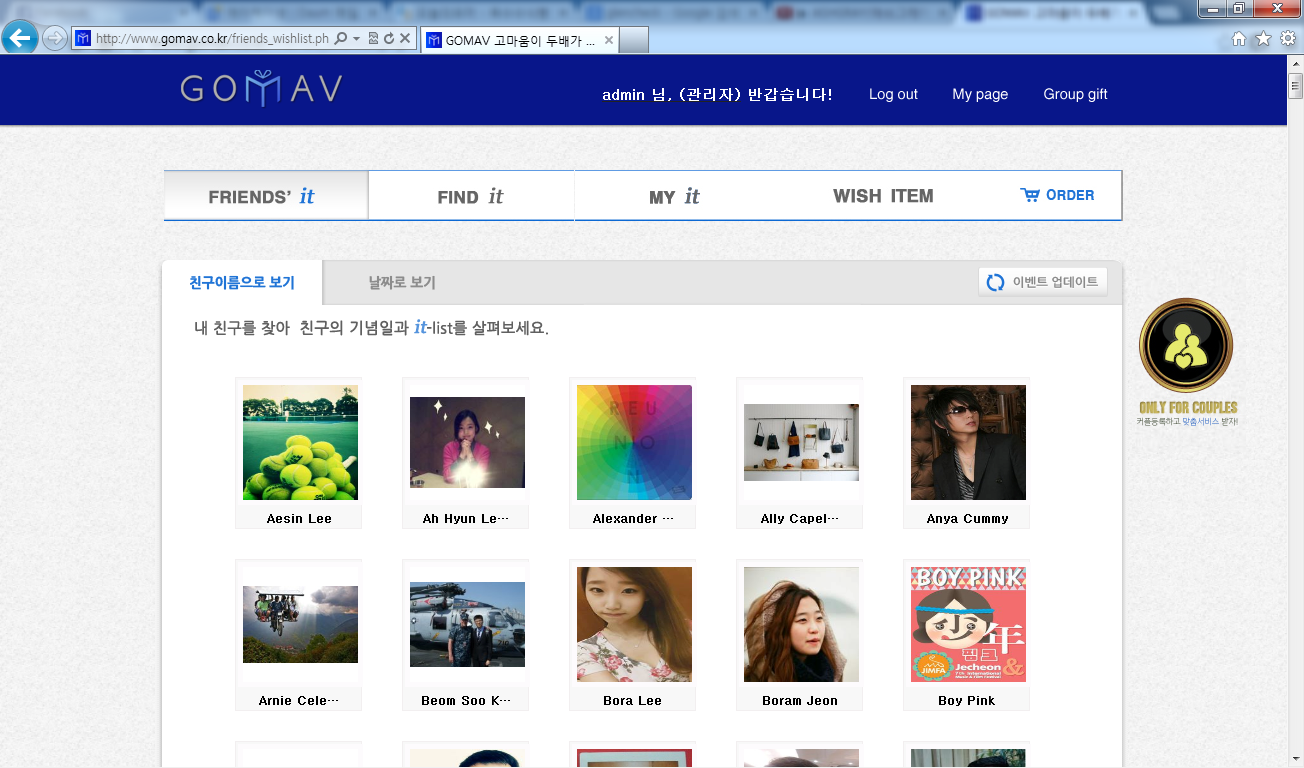 http://www.gomav.co.kr/friends_wishlist.ph
GOMAV 고마움이 두배가 ...
GOMAV
admin 님, (관리자) 반갑습니다!
Log out
My page
Group gift
FRIENDS' it
FIND it
MY it
WISH ITEM
ORDER
친구이름으로 보기
날짜로 보기
이벤트 업데이트
내 친구를 찾아 친구의 기념일과 it-list를 살펴보세요.
ONLY FOR COUPLES
커플등록하고 맞춤서비스 받자!
REU
NIO
N
Aesin Lee
Ah Hyun Le…
Alexander …
Ally Capel…
Anya Cummy
BOY PINK
少年
핑크
&
JIMFA
Jecheon
Arnie Cele…
Beom Soo K…
Bora Lee
Boram Jeon
Boy Pink